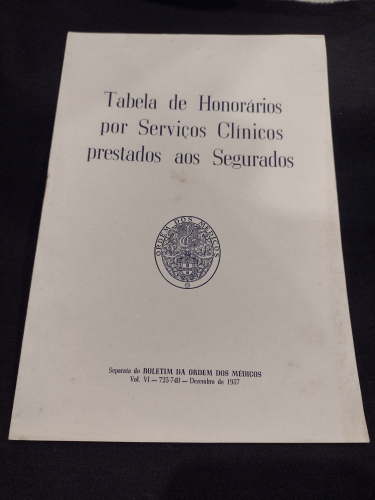 Tabela de Honorários
por Serviços Clínicos
prestados aos Segurados
ORDEM DOS MÉDICOS
Separata do BOLETIM DA ORDEM DOS MÉDICOS
Vol. VI — 725-748 — Dezembro de 1957